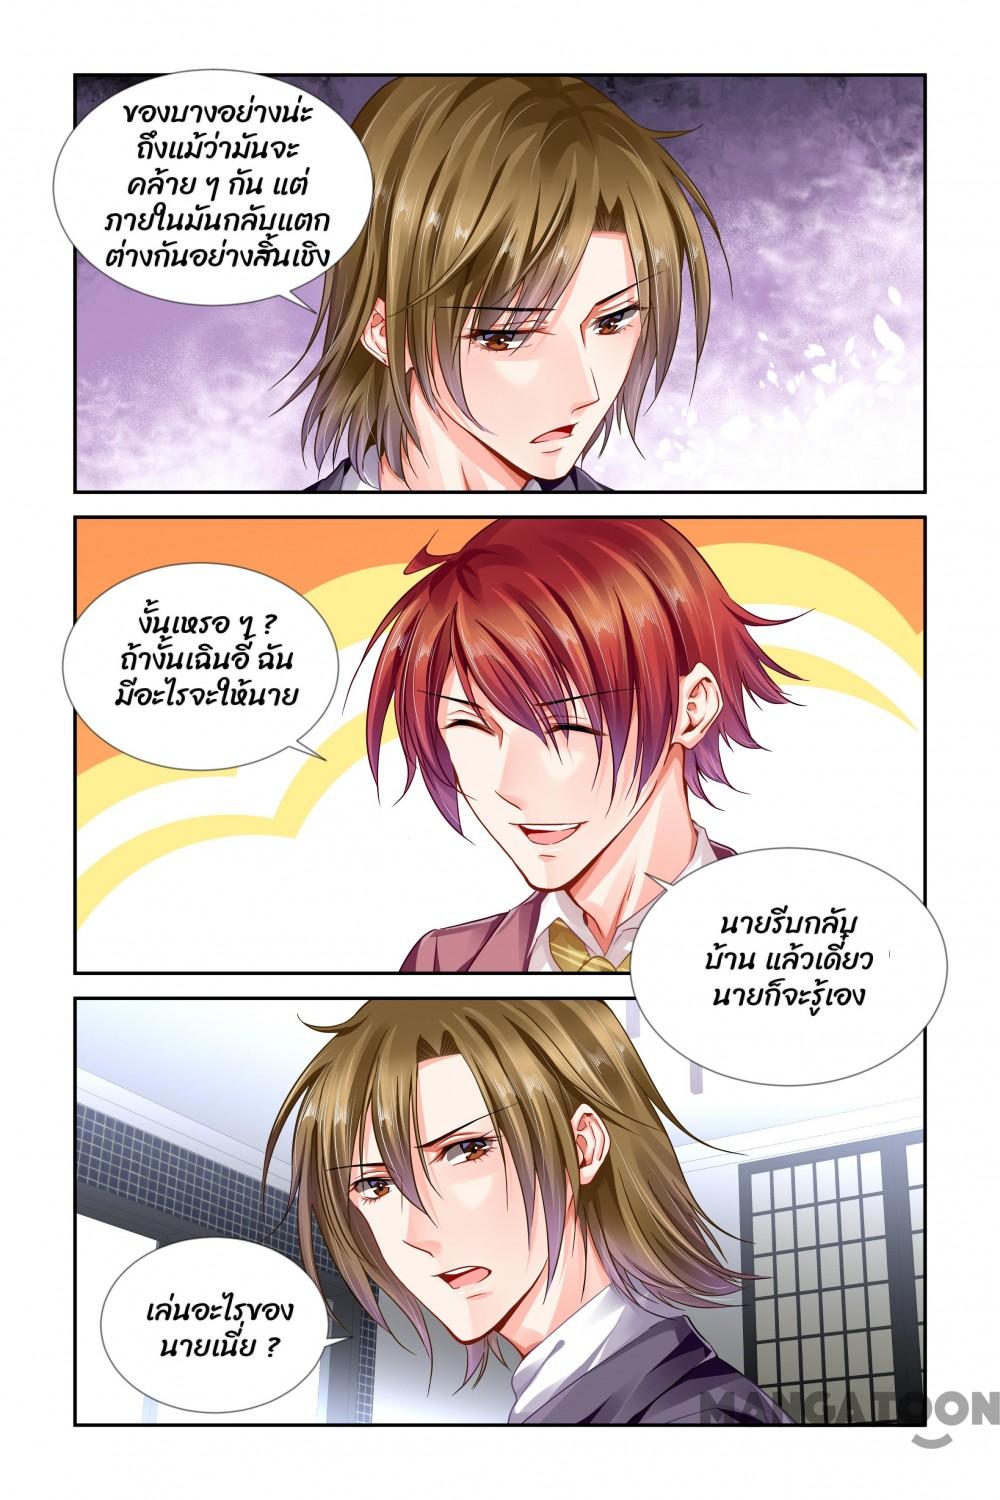 ของบางอย่างน่ะ
ถึงแม้ว่ามันจะ
คล้าย ๆ กัน แต่
ภายในมันกลับแตก
ต่างกันอย่างสิ้นเชิง
งั้นเหรอ ๆ ?
ถ้างั้นเฉินอี้ ฉัน
มีอะไรจะให้นาย
นายรีบกลับ
บ้าน แล้วเดี๋ยว
นายก็จะรู้เอง
เล่นอะไรของ
นายเนี่ย ?
MANGATOON